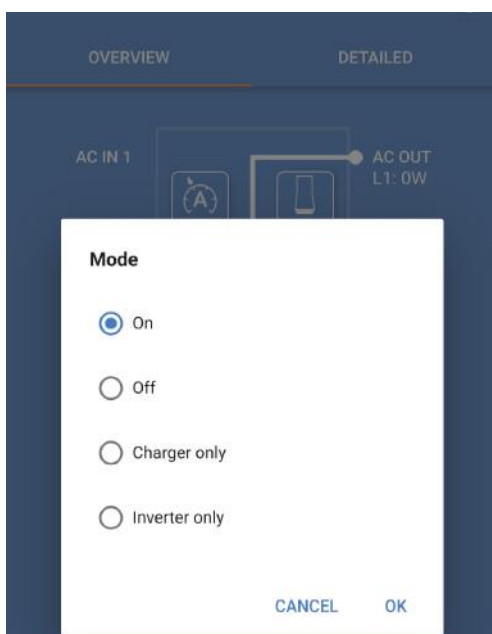 OVERVIEW DETAILED
AC IN 1
AC OUT
L1: 0W
A
Mode
On
Off
Charger only
Inverter only
CANCEL OK